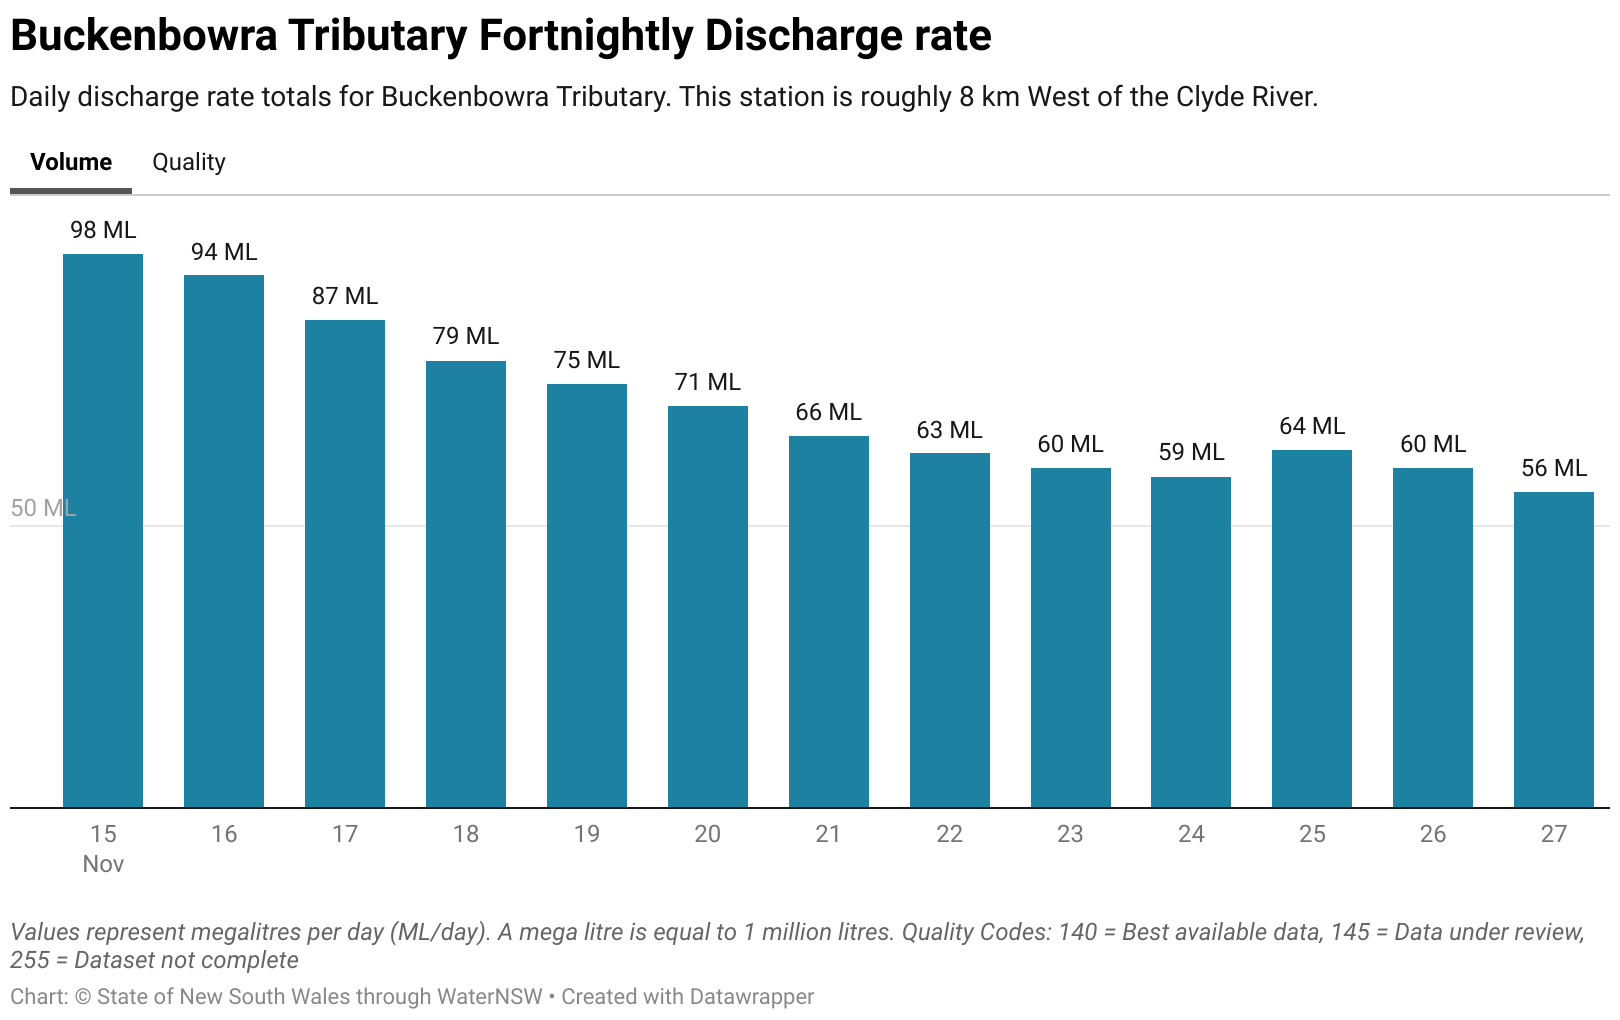 Buckenbowra Tributary Fortnightly Discharge rate
Daily discharge rate totals for Buckenbowra Tributary. This station is roughly 8 km West of the Clyde River.
Volume Quality
98 ML
94 ML
87 ML
79 ML
75 ML
71 ML
66 ML
63 ML
60 ML
59 ML
64 ML
60 ML
56 ML
50 ML
15 16 17 18 19 20 21 22 23 24 25 26 27
Nov
Values represent megalitres per day (ML/day). A mega litre is equal to 1 million litres. Quality Codes: 140 = Best available data, 145 = Data under review,
255 = Dataset not complete
Chart: © State of New South Wales through WaterNSW • Created with Datawrapper